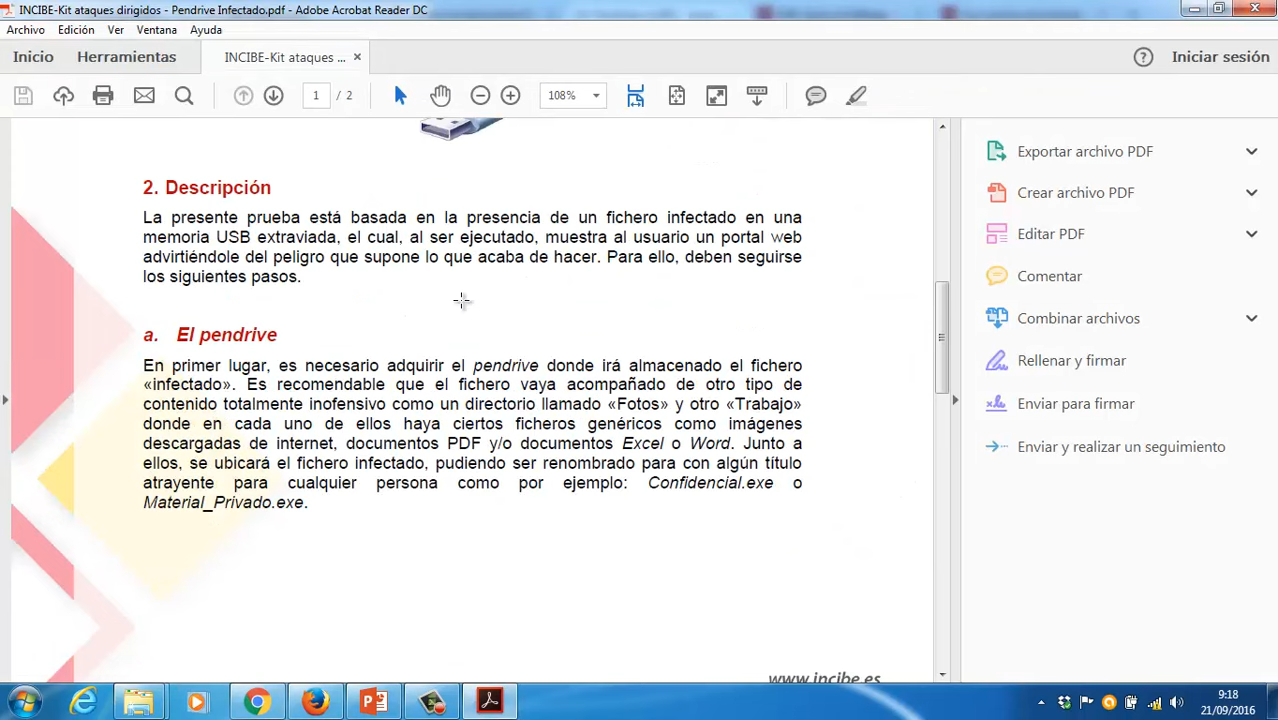 INCIBE-Kit ataques dirigidos - Pendrive Infectado.pdf - Adobe Acrobat Reader DC
Archivo Edición Ver Ventana Ayuda
Inicio Herramientas INCIBE-Kit ataques ... × ? Iniciar sesión
1 / 2 108%
2. Descripción
La presente prueba está basada en la presencia de un fichero infectado en una
memoria USB extraviada, el cual, al ser ejecutado, muestra al usuario un portal web
advirtiéndole del peligro que supone lo que acaba de hacer. Para ello, deben seguirse
los siguientes pasos.
a. El pendrive
En primer lugar, es necesario adquirir el pendrive donde irá almacenado el fichero
«infectado». Es recomendable que el fichero vaya acompañado de otro tipo de
contenido totalmente inofensivo como un directorio llamado «Fotos» y otro «Trabajo»
donde en cada uno de ellos haya ciertos ficheros genéricos como imágenes
descargadas de internet, documentos PDF y/o documentos Excel o Word. Junto a
ellos, se ubicará el fichero infectado, pudiendo ser renombrado para con algún título
atrayente para cualquier persona como por ejemplo: Confidencial.exe o
Material_Privado.exe.
www.incibe.es
Exportar archivo PDF
Crear archivo PDF
Editar PDF
Comentar
Combinar archivos
Rellenar y firmar
Enviar para firmar
Enviar y realizar un seguimiento
9:18
21/09/2016